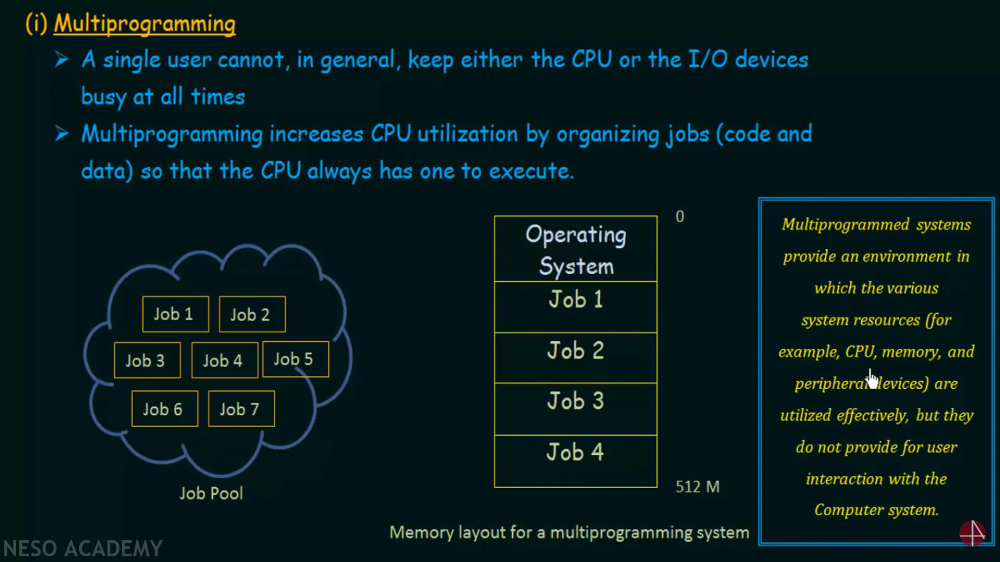 (i) Multiprogramming
A single user cannot, in general, keep either the CPU or the I/O devices
busy at all times
Multiprogramming increases CPU utilization by organizing jobs (code and
data) so that the CPU always has one to execute.
Job 1
Job 2
Job 3
Job 4
Job 5
Job 6
Job 7
Job Pool
0
Operating
System
Job 1
Job 2
Job 3
Job 4
512 M
Memory layout for a multiprogramming system
Multiprogrammed systems
provide an environment in
which the various
system resources (for
example, CPU, memory, and
peripheral devices) are
utilized effectively, but they
do not provide for user
interaction with the
Computer system.
NESO ACADEMY